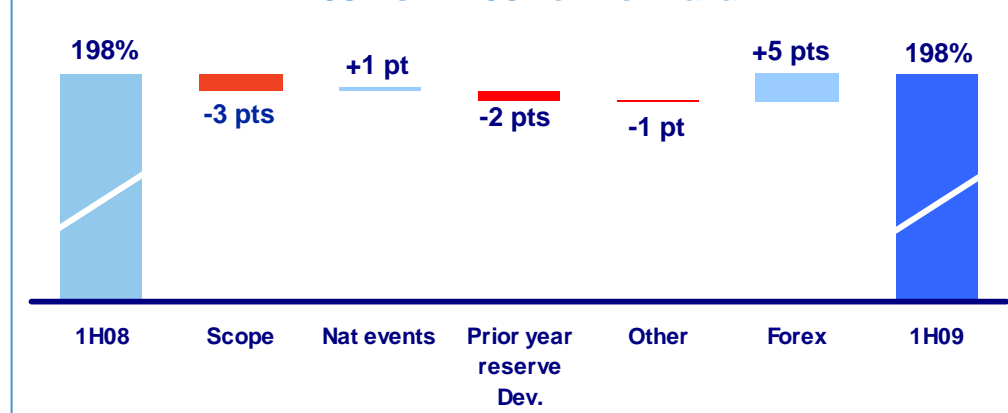 198%
-3 pts
+1 pt
-2 pts
-1 pt
+5 pts
198%
1H08
Scope
Nat events
Prior year
reserve
Dev.
Other
Forex
1H09